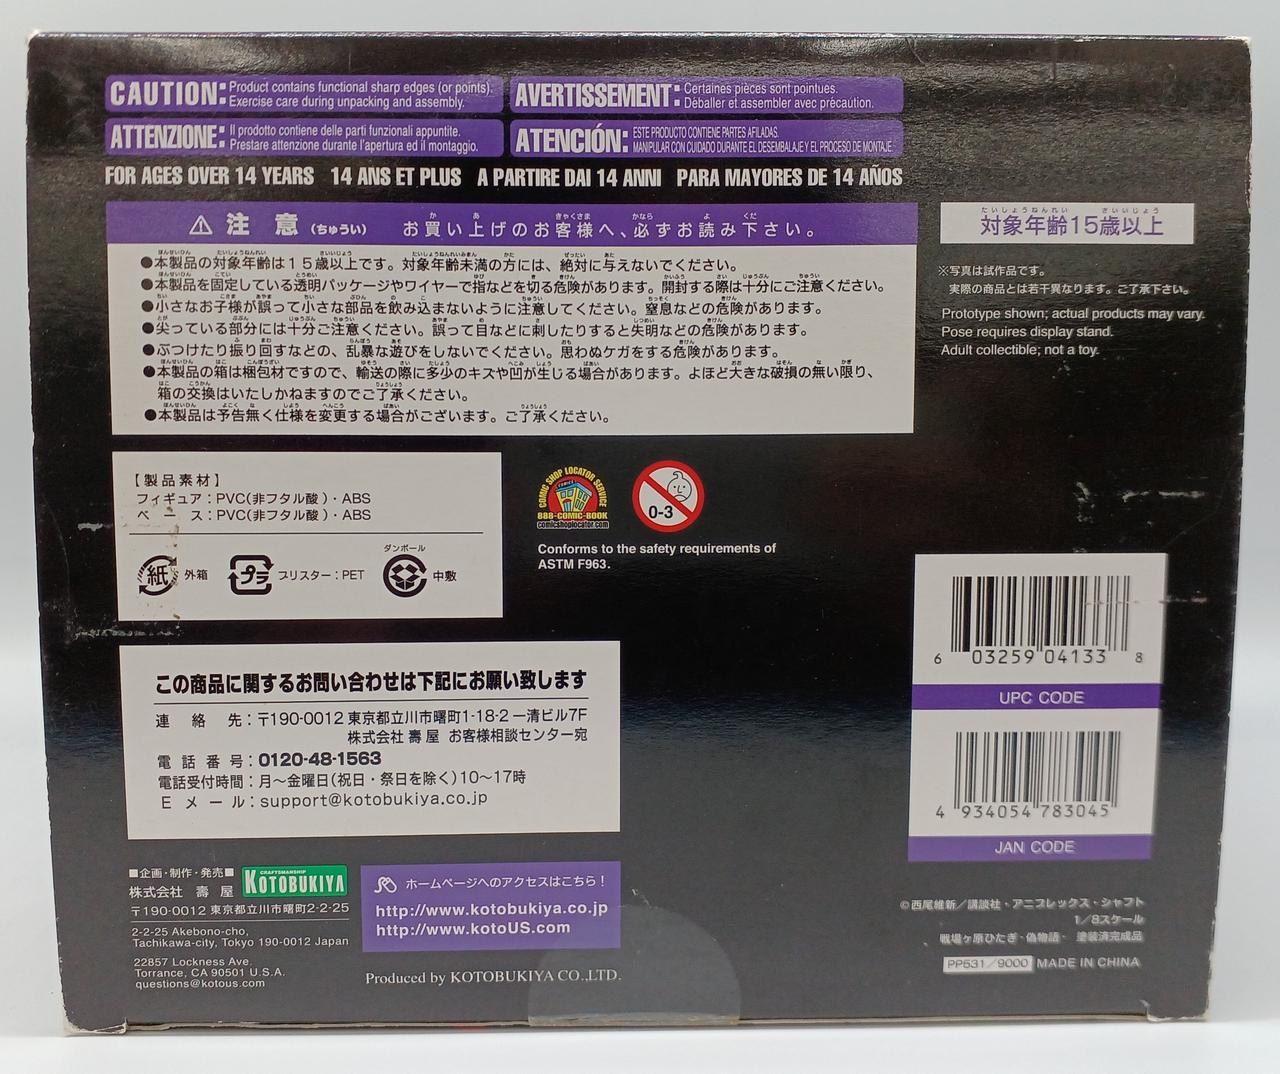 CAUTION: Product contains functional sharp edges (or points).
Exercise care during unpacking and assembly.
AVERTISSEMENT: Certaines pièces sont pointues.
Déballer et assembler avec précaution.
ATTENZIONE: Il prodotto contiene delle parti funzionali appuntite.
Prestare attenzione durante l'apertura ed il montaggio.
ATENCIÓN: ESTE PRODUCTO CONTIENE PARTES AFILADAS.
MANIPULAR CON CUIDADO DURANTE EL DESEMBALAJE Y EL PROCESO DE MONTAJE
FOR AGES OVER 14 YEARS 14 ANS ET PLUS A PARTIRE DAI 14 ANNI PARA MAYORES DE 14 AÑOS
⚠注 意(ちゅうい) お買い上げのお客様へ、必ずお読み下さい。
●本製品の対象年齢は15歳以上です。対象年齢未満の方には、絶対に与えないでください。
●本製品を固定している透明パッケージやワイヤーで指などを切る危険があります。開封する際は十分にご注意ください。
●小さなお子様が誤って小さな部品を飲み込まないように注意してください。窒息などの危険があります。
●尖っている部分には十分ご注意ください。誤って目などに刺したりすると失明などの危険があります。
●ぶつけたり振り回すなどの、乱暴な遊びをしないでください。思わぬケガをする危険があります。
●本製品の箱は梱包材ですので、輸送の際に多少のキズや凹が生じる場合があります。よほど大きな破損の無い限り、
箱の交換はいたしかねますのでご了承ください。
●本製品は予告無く仕様を変更する場合がございます。ご了承ください。
たいしょうねんれい さいいじょう
対象年齢15歳以上
※写真は試作品です。
実際の商品とは若干異なります。ご了承下さい。
Prototype shown; actual products may vary.
Pose requires display stand.
Adult collectible; not a toy.
【製品素材】
フィギュア:PVC(非フタル酸)・ABS
ベース:PVC(非フタル酸)・ABS
紙 外箱
プラ ブリスター:PET
ダンボール
中敷
COMIC SHOP LOCATOR SERVICE
COMICS
888-COMIC-BOOK
comicshoplocator.com
0-3
Conforms to the safety requirements of
ASTM F963.
この商品に関するお問い合わせは下記にお願い致します
連絡先:〒190-0012 東京都立川市曙町1-18-2 一清ビル7F
株式会社 壽屋 お客様相談センター宛
電話番号:0120-48-1563
電話受付時間:月~金曜日(祝日・祭日を除く)10~17時
Eメール:support@kotobukiya.co.jp
6 03259 04133 8
UPC CODE
4 934054 783045
JAN CODE
■企画・制作・発売■
株式会社 壽屋
CRAFTSMANSHIP
KOTOBUKIYA
〒190-0012 東京都立川市曙町2-2-25
2-2-25 Akebono-cho,
Tachikawa-city, Tokyo 190-0012 Japan
22857 Lockness Ave.
Torrance, CA 90501 U.S.A.
questions@kotous.com
ホームページへのアクセスはこちら!
http://www.kotobukiya.co.jp
http://www.kotoUS.com
Produced by KOTOBUKIYA CO.,LTD.
©西尾維新/講談社・アニプレックス・シャフト
1/8スケール
戦場ヶ原ひたぎ・偽物語・ 塗装済完成品
PP531/9000 MADE IN CHINA